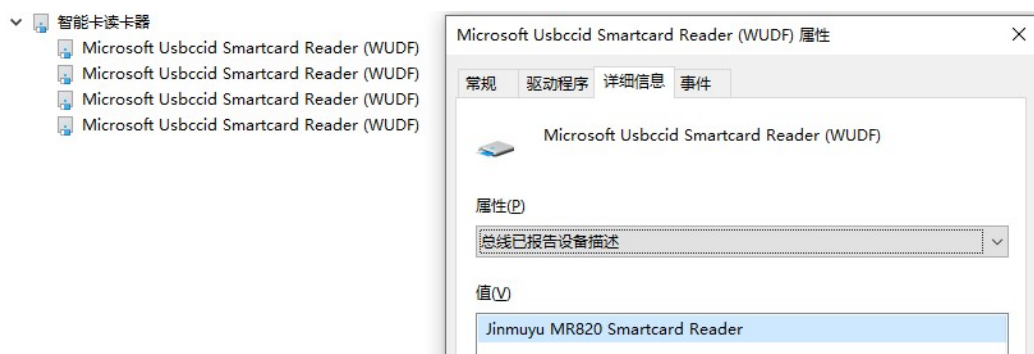 智能卡读卡器
Microsoft Usbccid Smartcard Reader (WUDF)
Microsoft Usbccid Smartcard Reader (WUDF)
Microsoft Usbccid Smartcard Reader (WUDF)
Microsoft Usbccid Smartcard Reader (WUDF)
Microsoft Usbccid Smartcard Reader (WUDF) 属性
常规 驱动程序 详细信息 事件
Microsoft Usbccid Smartcard Reader (WUDF)
属性(P)
总线已报告设备描述
值(V)
Jinmuyu MR820 Smartcard Reader